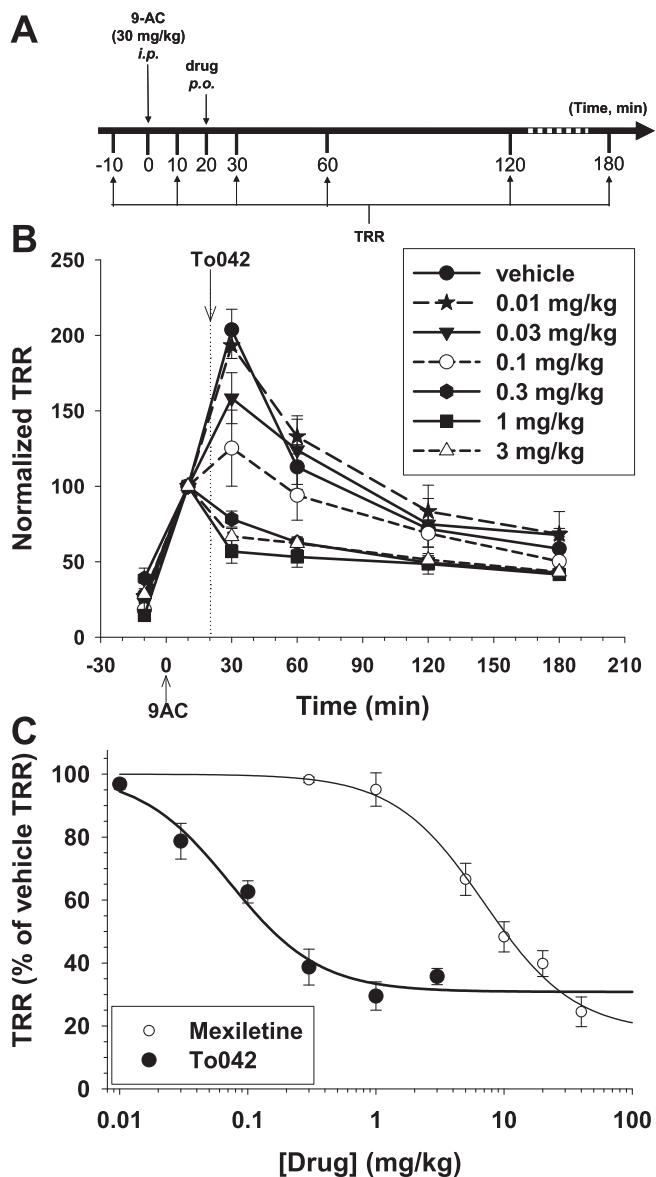 A
9-AC
(30 mg/kg)
i.p.
drug
p.o.
(Time, min)
-10 0 10 20 30 60 120 180
TRR
B
To042
250
200
150
100
50
0
Normalized TRR
vehicle
0.01 mg/kg
0.03 mg/kg
0.1 mg/kg
0.3 mg/kg
1 mg/kg
3 mg/kg
-30 0 30 60 90 120 150 180 210
9AC
Time (min)
C
100
80
60
40
20
0
TRR (% of vehicle TRR)
Mexiletine
To042
0.01 0.1 1 10 100
[Drug] (mg/kg)